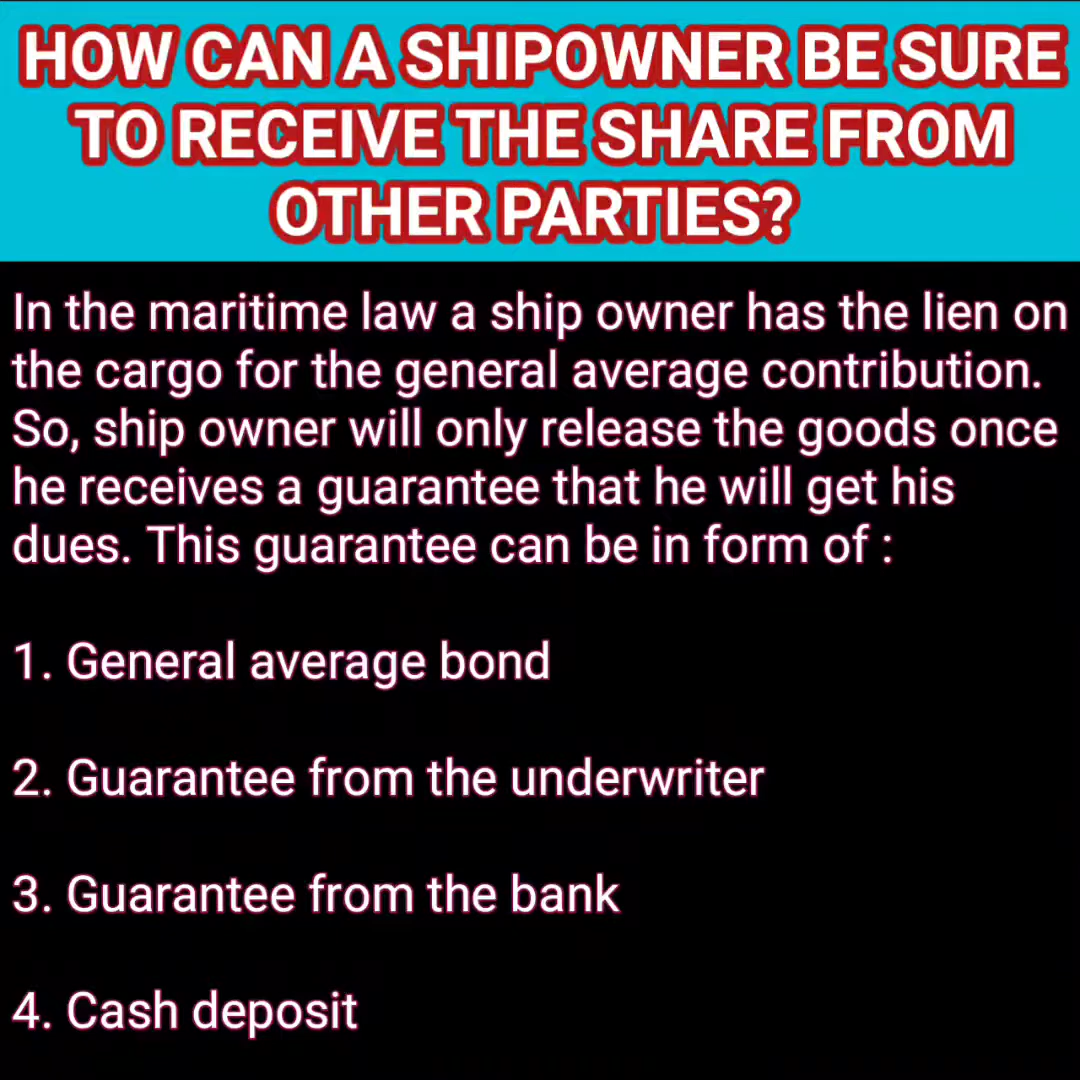 HOW CAN A SHIPOWNER BE SURE
TO RECEIVE THE SHARE FROM
OTHER PARTIES?
In the maritime law a ship owner has the lien on
the cargo for the general average contribution.
So, ship owner will only release the goods once
he receives a guarantee that he will get his
dues. This guarantee can be in form of :
1. General average bond
2. Guarantee from the underwriter
3. Guarantee from the bank
4. Cash deposit